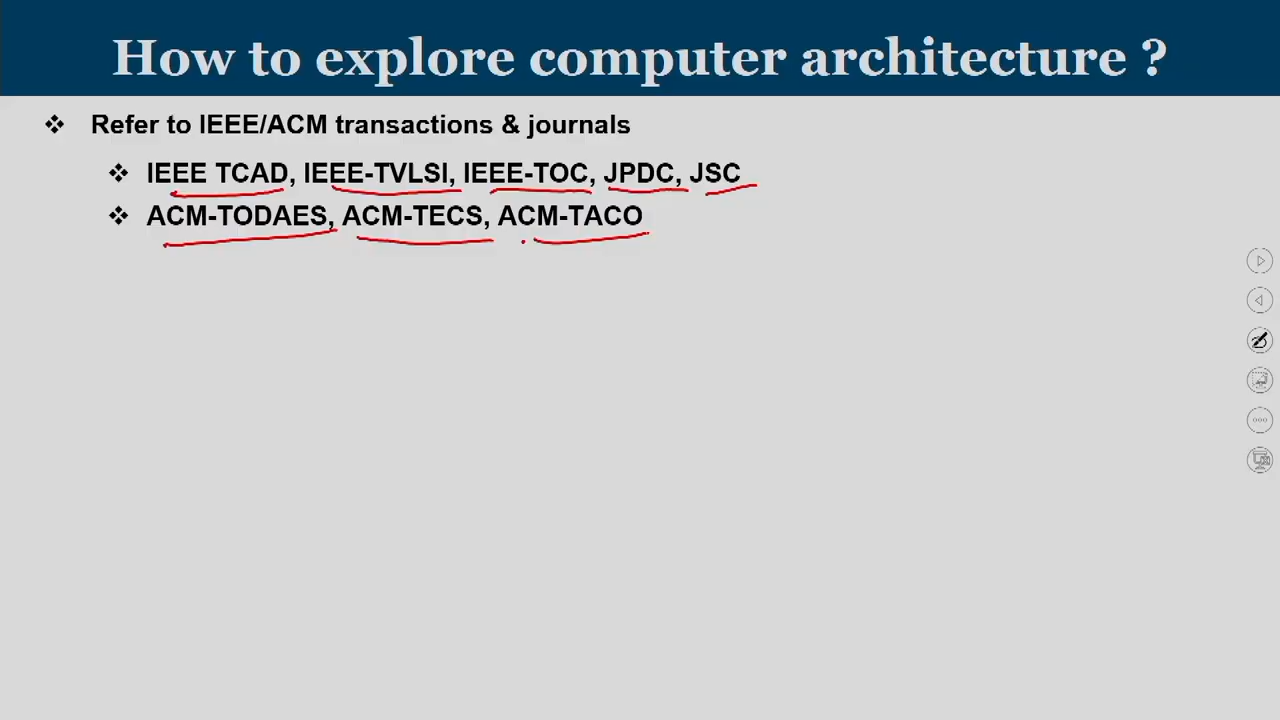 How to explore computer architecture ?
Refer to IEEE/ACM transactions & journals
IEEE TCAD, IEEE-TVLSI, IEEE-TOC, JPDC, JSC
ACM-TODAES, ACM-TECS, ACM-TACO